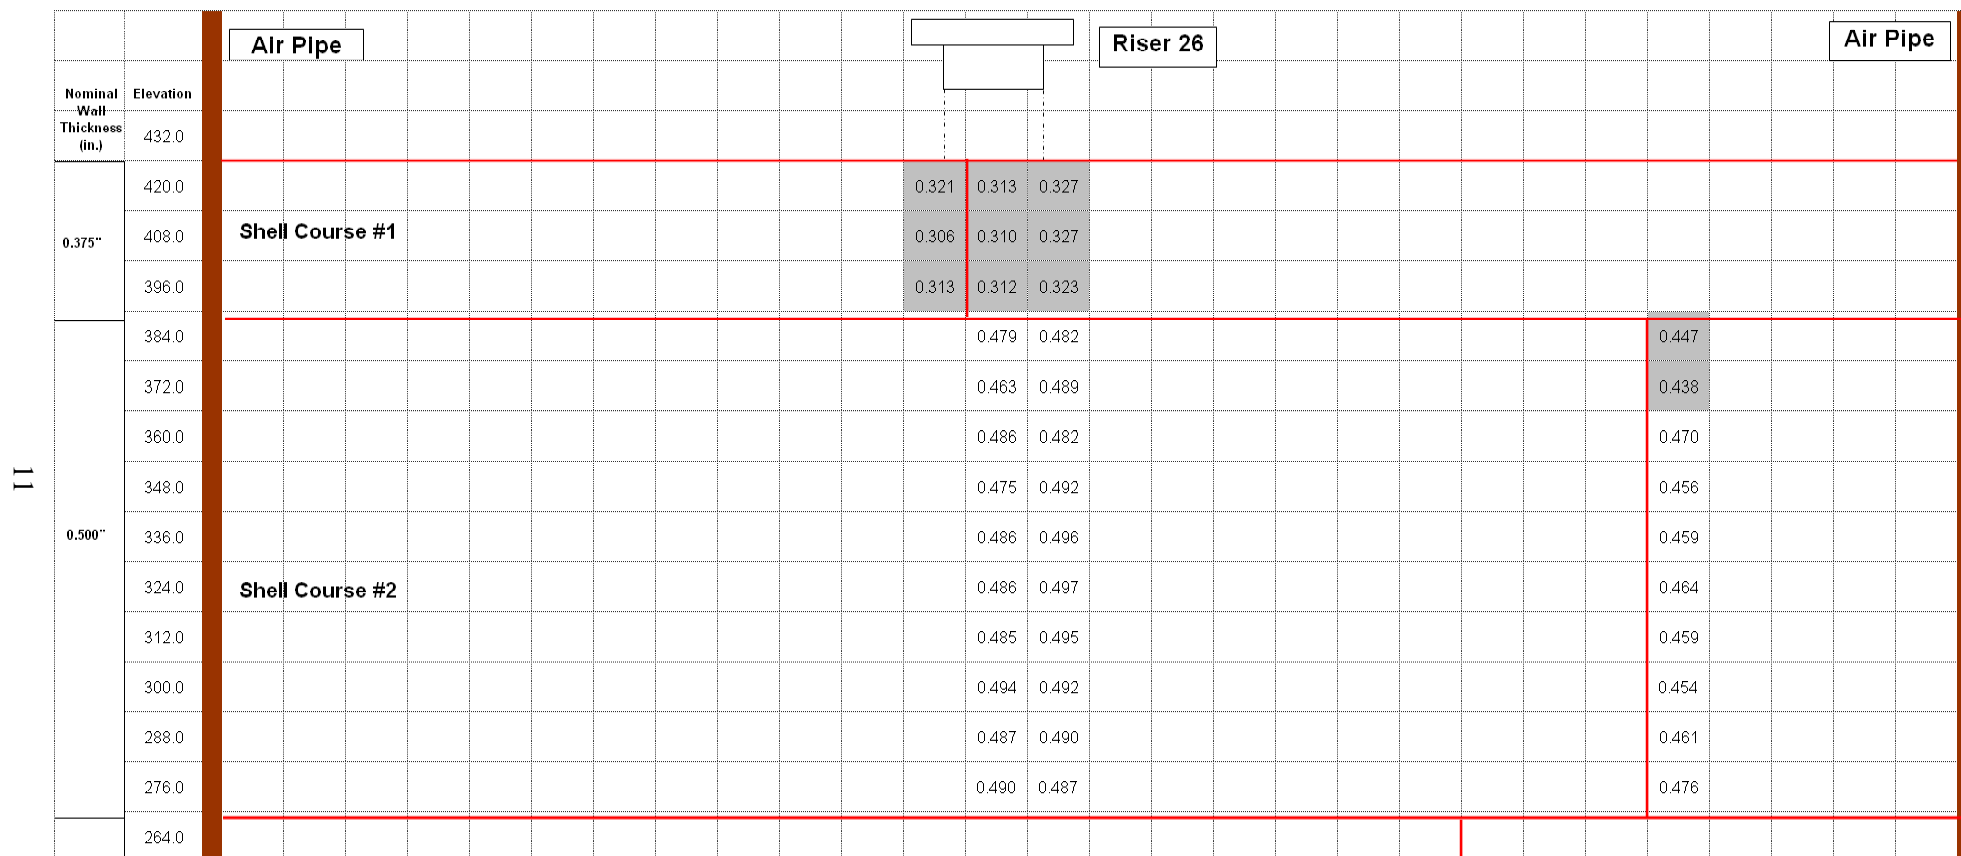 Air Pipe
Riser 26
Air Pipe
Nominal Wall Thickness (in.)
Elevation
432.0
420.0 0.321 0.313 0.327
Shell Course #1
0.375"
408.0 0.306 0.310 0.327
396.0 0.313 0.312 0.323
384.0 0.479 0.482 0.447
372.0 0.463 0.489 0.438
360.0 0.486 0.482 0.470
348.0 0.475 0.492 0.456
11
0.500"
336.0 0.486 0.496 0.459
324.0 Shell Course #2 0.486 0.497 0.464
312.0 0.485 0.495 0.459
300.0 0.494 0.492 0.454
288.0 0.487 0.490 0.461
276.0 0.490 0.487 0.476
264.0